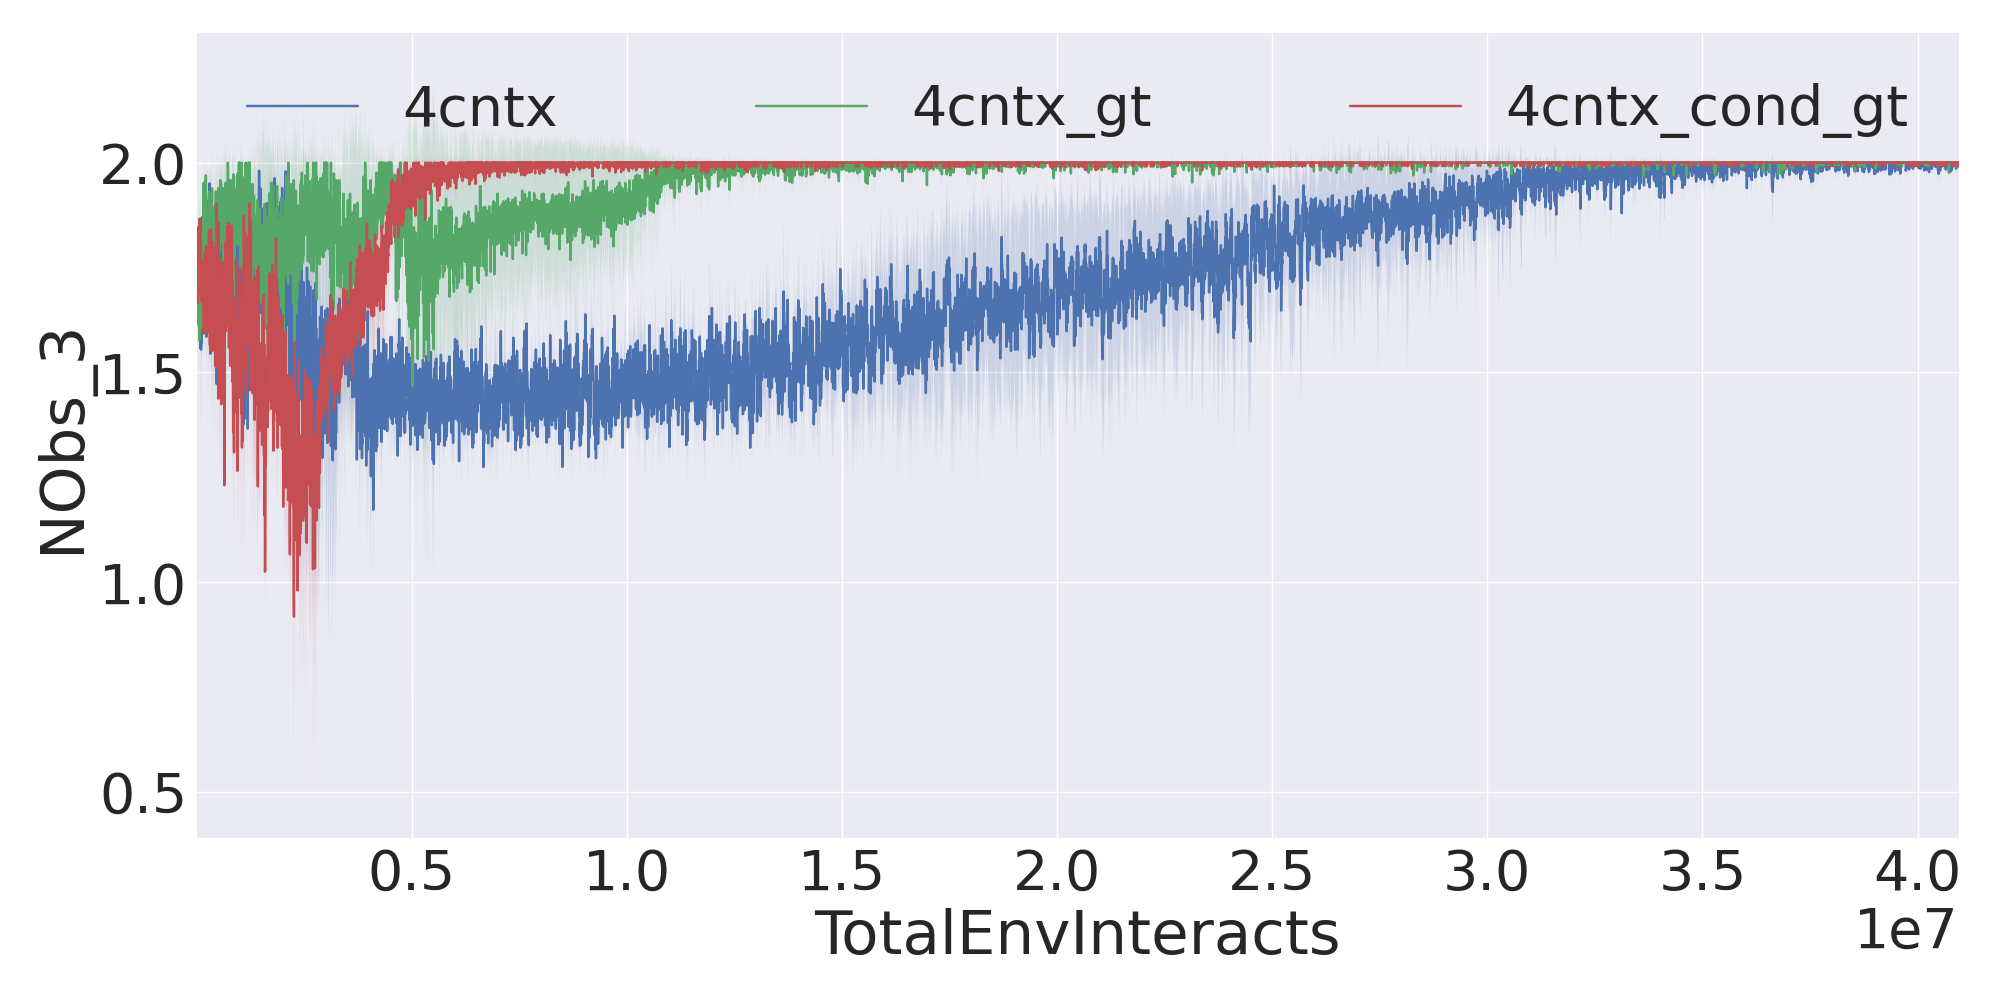 4cntx 4cntx_gt 4cntx_cond_gt
NObs_3
2.0
1.5
1.0
0.5
0.5 1.0 1.5 2.0 2.5 3.0 3.5 4.0
1e7
TotalEnvInteracts